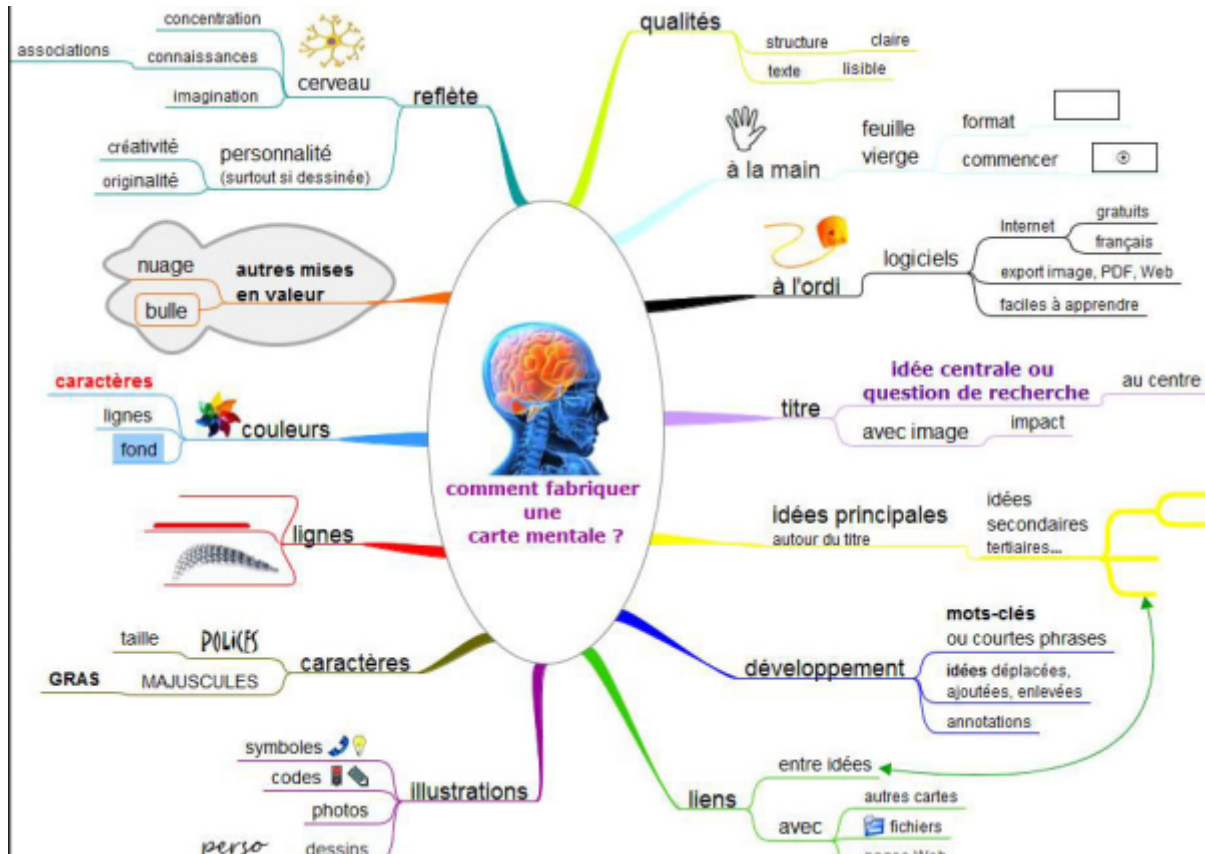 comment fabriquer
une
carte mentale ?
qualités
structure
claire
texte
lisible
à la main
feuille
vierge
format
commencer
à l'ordi
logiciels
Internet
gratuits
français
export image, PDF, Web
faciles à apprendre
titre
idée centrale ou
question de recherche
au centre
avec image
impact
idées principales
autour du titre
idées
secondaires
tertiaires...
développement
mots-clés
ou courtes phrases
idées déplacées,
ajoutées, enlevées
annotations
liens
entre idées
avec
autres cartes
fichiers
illustrations
symboles
codes
photos
dessins
perso
caractères
POLICES
taille
MAJUSCULES
GRAS
lignes
couleurs
caractères
lignes
fond
autres mises
en valeur
nuage
bulle
reflète
cerveau
concentration
connaissances
associations
imagination
personnalité
(surtout si dessinée)
créativité
originalité